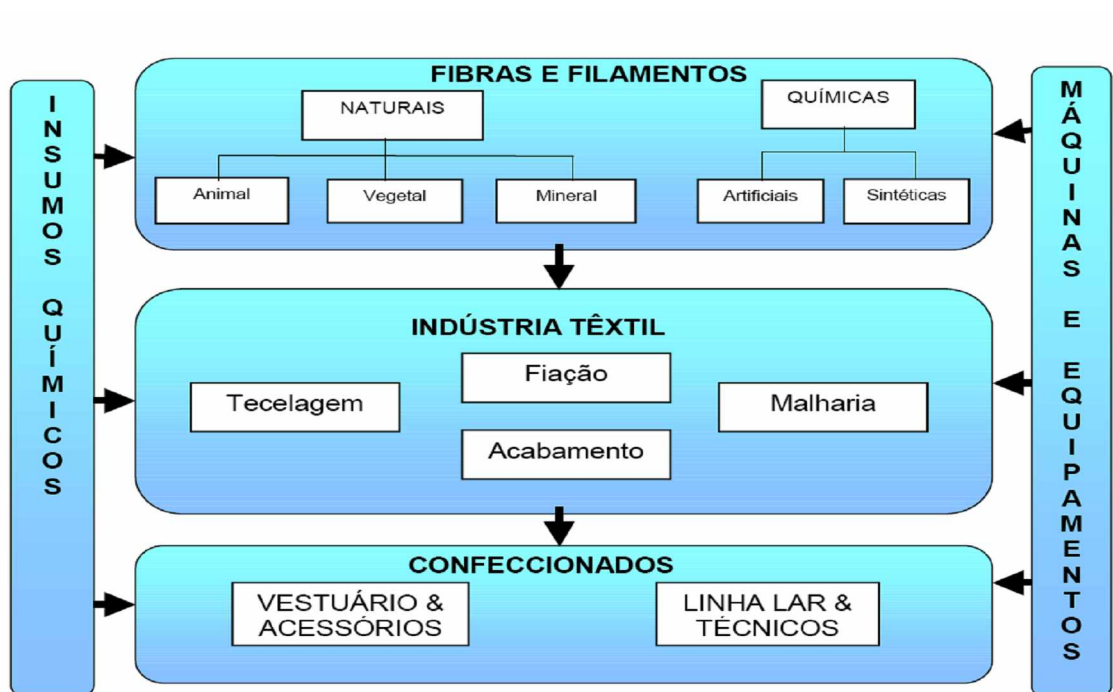 INSUMOS QUÍMICOS
FIBRAS E FILAMENTOS
NATURAIS
QUÍMICAS
Animal
Vegetal
Mineral
Artificiais
Sintéticas
INDÚSTRIA TÊXTIL
Fiação
Tecelagem
Malharia
Acabamento
CONFECCIONADOS
VESTUÁRIO &
ACESSÓRIOS
LINHA LAR &
TÉCNICOS
MÁQUINAS E EQUIPAMENTOS